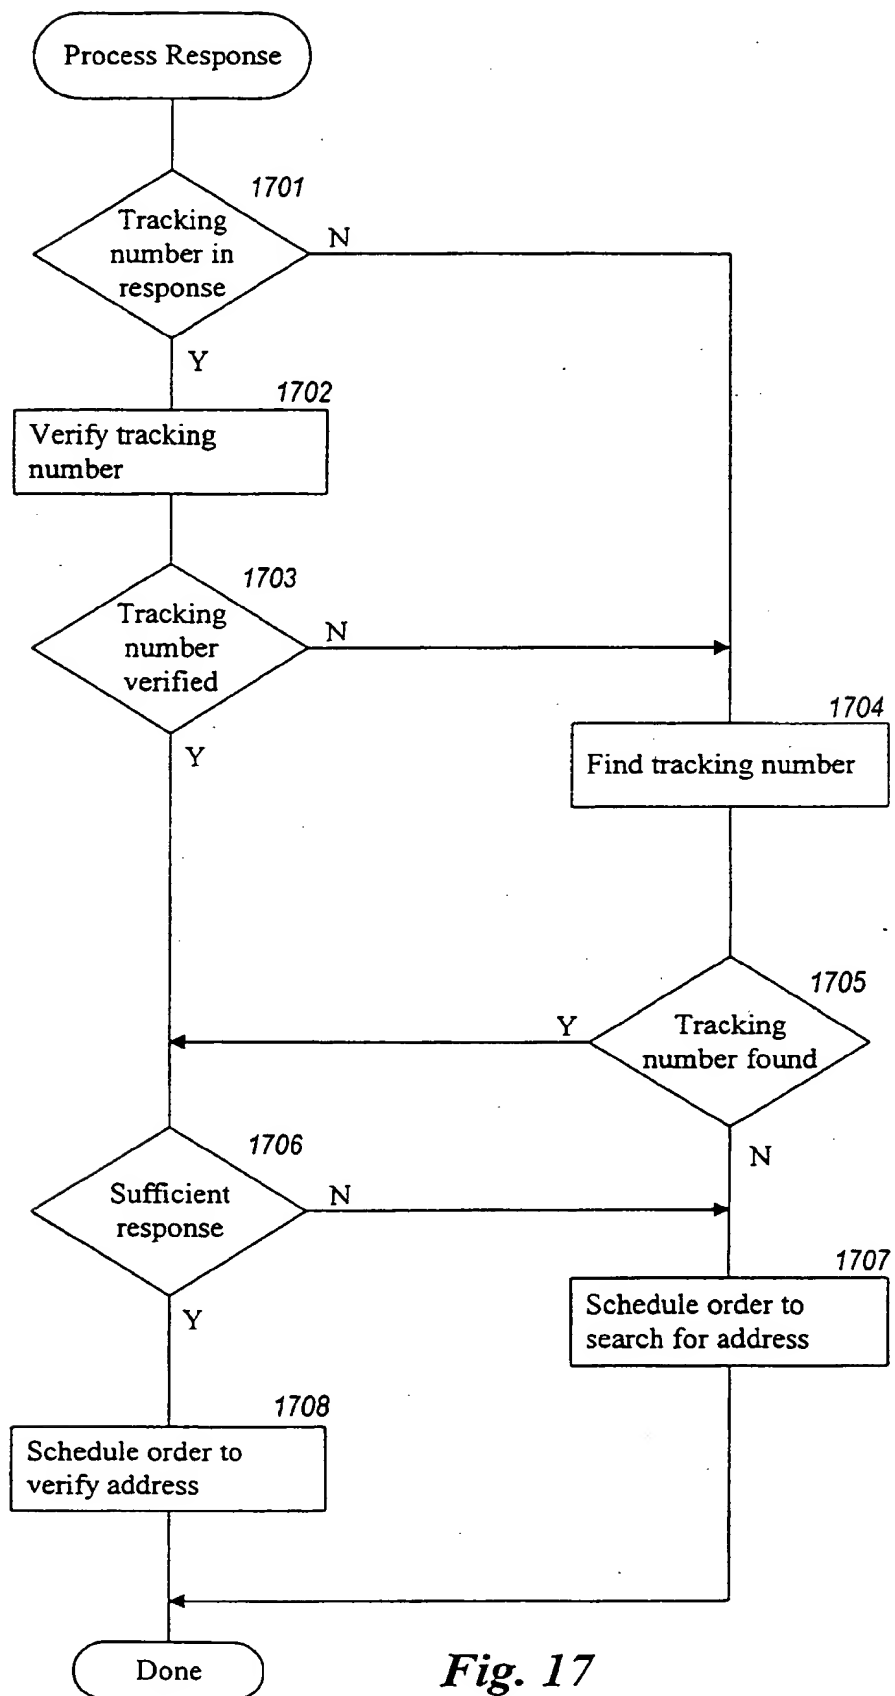 Process Response
1701
Tracking
number in
response
N
Y
1702
Verify tracking
number
1703
Tracking
number
verified
N
Y
1704
Find tracking number
1705
Tracking
number found
Y
N
1706
Sufficient
response
N
Y
1707
Schedule order to
search for address
1708
Schedule order to
verify address
Done
Fig. 17